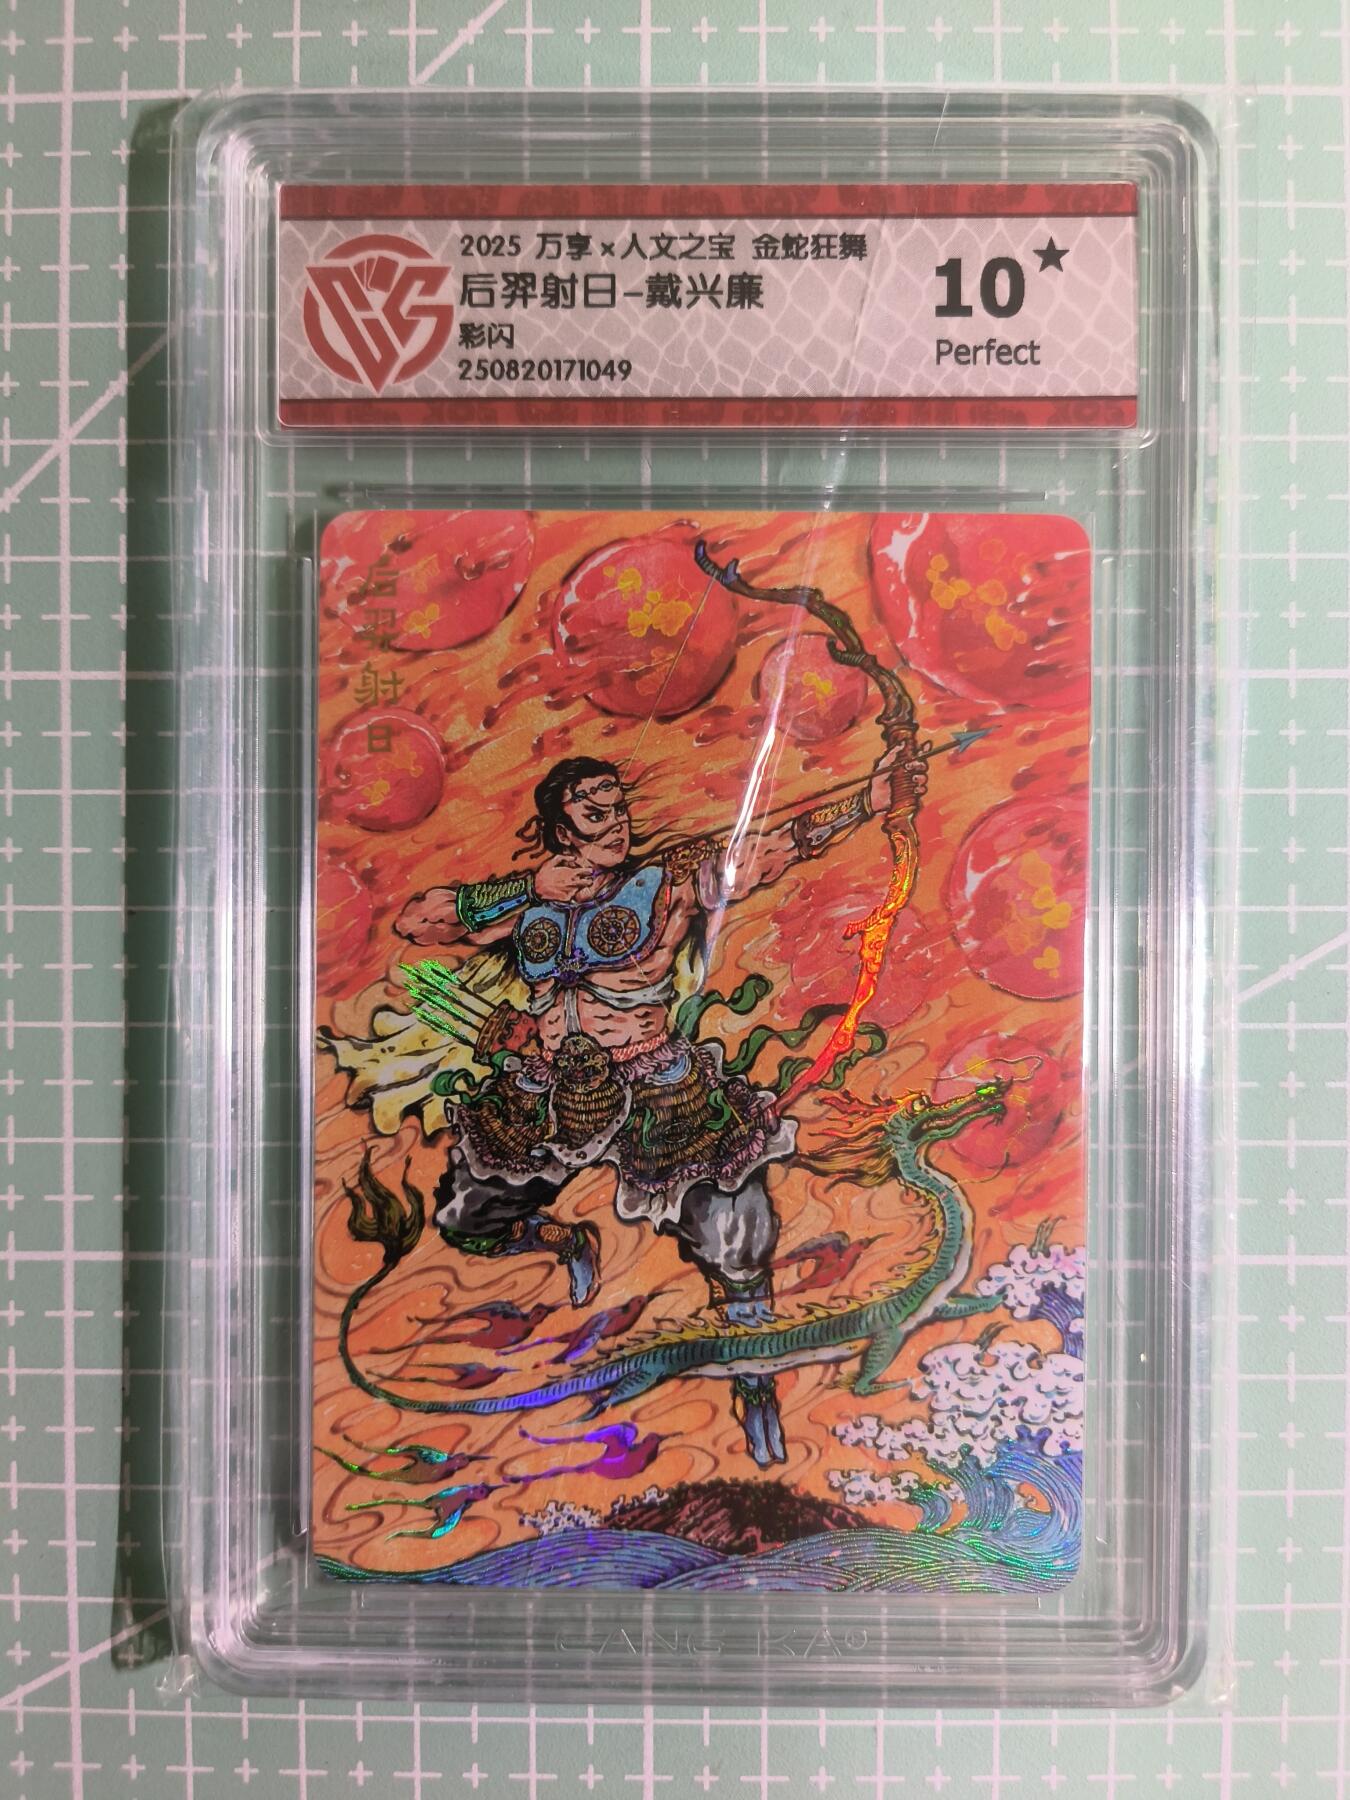 2025 万享×人文之宝 金蛇狂舞
后羿射日-戴兴廉
彩闪
250820171049
10★
Perfect
后羿射日
CANG KA®